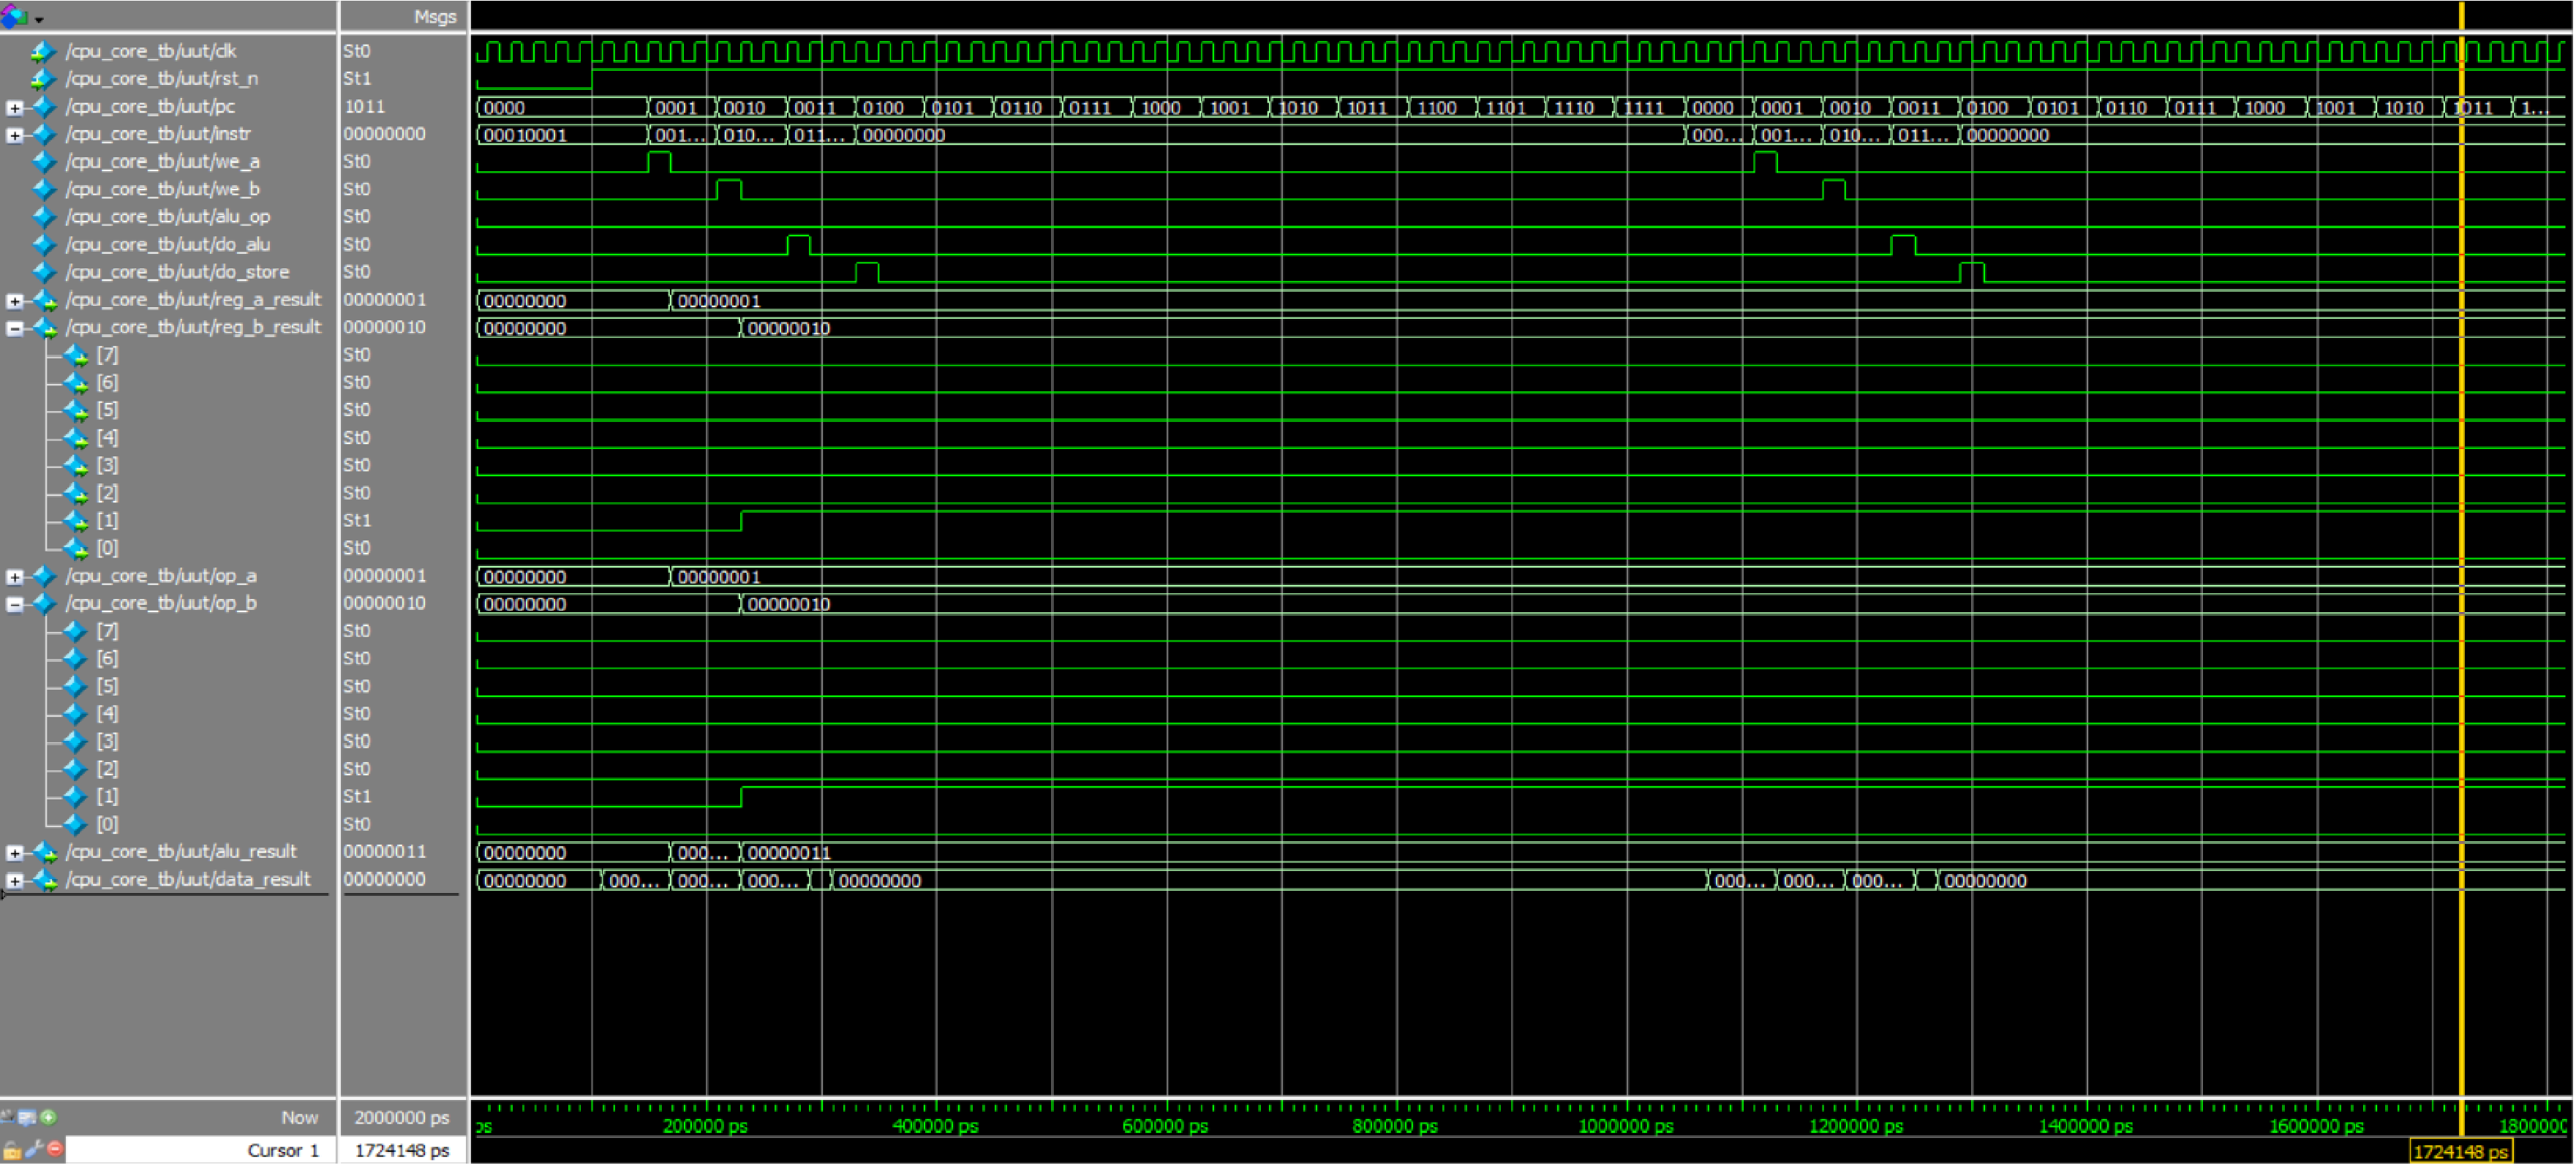 Msgs
/cpu_core_tb/uut/clk St0
/cpu_core_tb/uut/rst_n St1
/cpu_core_tb/uut/pc 1011 0000 0001 0010 0011 0100 0101 0110 0111 1000 1001 1010 1011 1100 1101 1110 1111 0000 0001 0010 0011 0100 0101 0110 0111 1000 1001 1010 1011 1...
/cpu_core_tb/uut/instr 00000000 00010001 001... 010... 011... 00000000 000... 001... 010... 011... 00000000
/cpu_core_tb/uut/we_a St0
/cpu_core_tb/uut/we_b St0
/cpu_core_tb/uut/alu_op St0
/cpu_core_tb/uut/do_alu St0
/cpu_core_tb/uut/do_store St0
/cpu_core_tb/uut/reg_a_result 00000001 00000000 00000001
/cpu_core_tb/uut/reg_b_result 00000010 00000000 00000010
[7] St0
[6] St0
[5] St0
[4] St0
[3] St0
[2] St0
[1] St1
[0] St0
/cpu_core_tb/uut/op_a 00000001 00000000 00000001
/cpu_core_tb/uut/op_b 00000010 00000000 00000010
[7] St0
[6] St0
[5] St0
[4] St0
[3] St0
[2] St0
[1] St1
[0] St0
/cpu_core_tb/uut/alu_result 00000011 00000000 000... 00000011
/cpu_core_tb/uut/data_result 00000000 00000000 000... 000... 000... 00000000 000... 000... 000... 00000000
Now 2000000 ps ps 200000 ps 400000 ps 600000 ps 800000 ps 1000000 ps 1200000 ps 1400000 ps 1600000 ps 1800000
Cursor 1 1724148 ps 1724148 ps